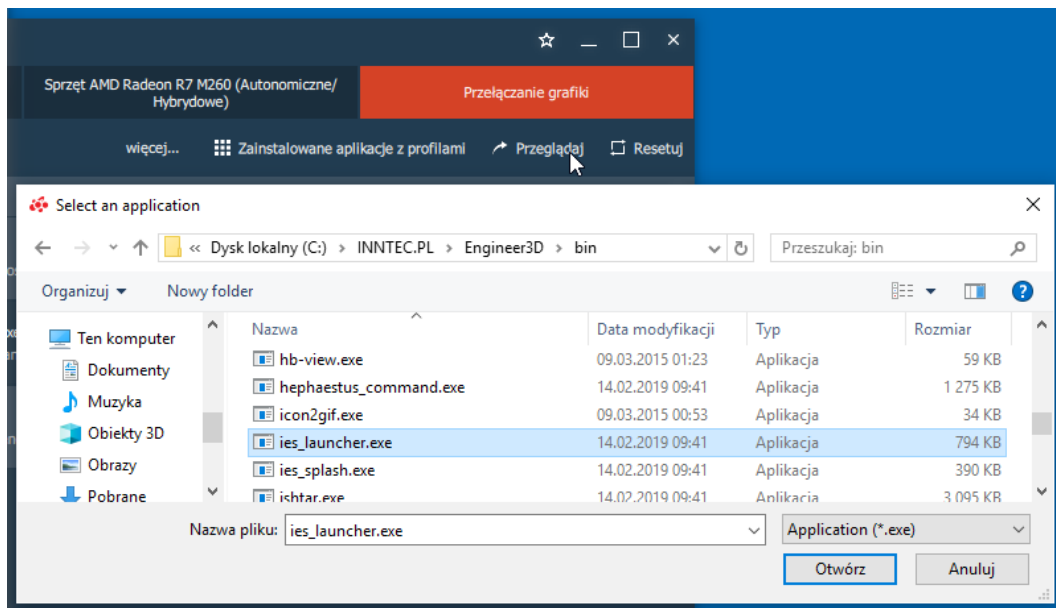 Sprzęt AMD Radeon R7 M260 (Autonomiczne/
Hybrydowe)
Przełączanie grafiki
więcej...
Zainstalowane aplikacje z profilami
Przeglądaj
Resetuj
Select an application
« Dysk lokalny (C:) > INNTEC.PL > Engineer3D > bin
Przeszukaj: bin
Organizuj
Nowy folder
Ten komputer
Dokumenty
Muzyka
Obiekty 3D
Obrazy
Pobrane
Nazwa Data modyfikacji Typ Rozmiar
hb-view.exe 09.03.2015 01:23 Aplikacja 59 KB
hephaestus_command.exe 14.02.2019 09:41 Aplikacja 1 275 KB
icon2gif.exe 09.03.2015 00:53 Aplikacja 34 KB
ies_launcher.exe 14.02.2019 09:41 Aplikacja 794 KB
ies_splash.exe 14.02.2019 09:41 Aplikacja 390 KB
ishtar.exe 14.02.2019 09:41 Aplikacja 3 095 KB
Nazwa pliku: ies_launcher.exe
Application (*.exe)
Otwórz
Anuluj